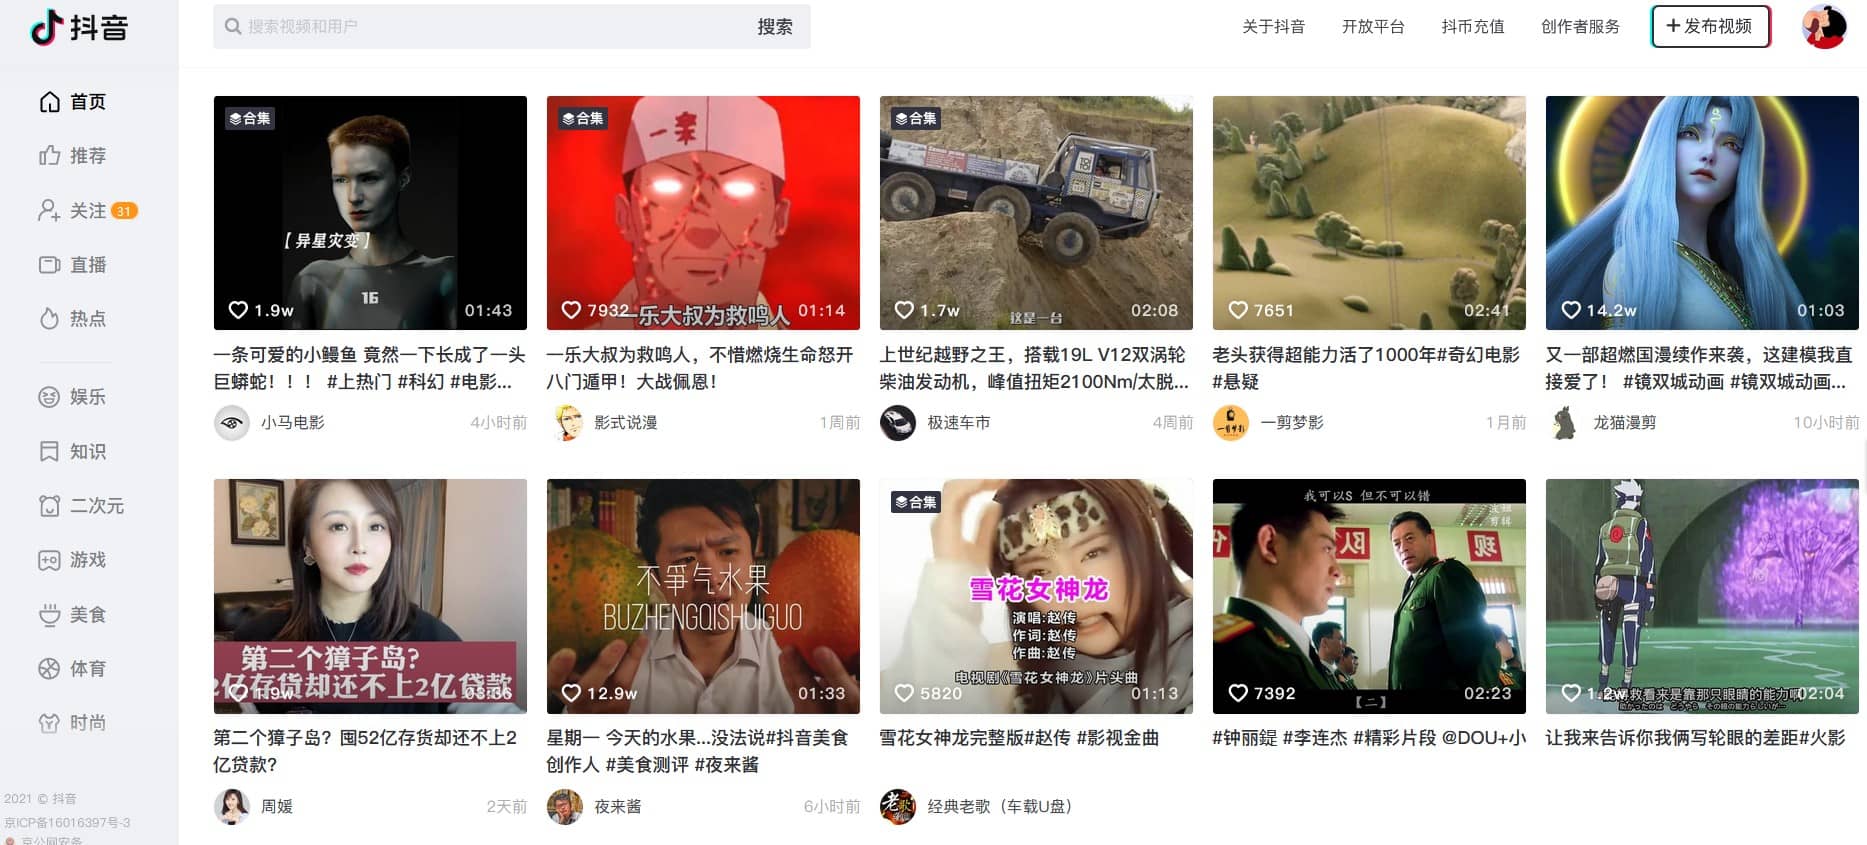 抖音
搜索视频和用户
搜索
关于抖音
开放平台
抖币充值
创作者服务
+发布视频
首页
推荐
关注 31
直播
热点
娱乐
知识
二次元
游戏
美食
体育
时尚
2021 © 抖音
京ICP备16016397号-3
京公网安备
合集
【异星灾变】
16
1.9w
01:43
一条可爱的小鳗鱼 竟然一下长成了一头
巨蟒蛇！！！ #上热门 #科幻 #电影...
小马电影
4小时前
合集
一乐
7932
一乐大叔为救鸣人
01:14
一乐大叔为救鸣人，不惜燃烧生命怒开
八门遁甲！大战佩恩！
影式说漫
1周前
合集
1.7w
这是一台
02:08
上世纪越野之王，搭载19L V12双涡轮
柴油发动机，峰值扭矩2100Nm/太脱...
极速车市
4周前
7651
02:41
老头获得超能力活了1000年#奇幻电影
#悬疑
一剪梦影
一剪梦影
1月前
14.2w
01:03
又一部超燃国漫续作来袭，这建模我直
接爱了！ #镜双城动画 #镜双城动画...
龙猫漫剪
10小时前
第二个獐子岛?
2亿存货却还不上2亿贷款
1.9w
03:36
第二个獐子岛？囤52亿存货却还不上2
亿贷款?
周媛
2天前
不爭气水果
BUZHENGQISHUIGUO
12.9w
01:33
星期一 今天的水果...没法说#抖音美食
创作人 #美食测评 #夜来酱
夜来酱
6小时前
合集
雪花女神龙
演唱:赵传
作词:赵传
作曲:赵传
电视剧《雪花女神龙》片头曲
5820
01:13
雪花女神龙完整版#赵传 #影视金曲
老歌
经典老歌（车载U盘）
我可以S 但不可以错
队
现
7392
【二】
02:23
#钟丽鍉 #李连杰 #精彩片段 @DOU+小
1.2w
救看来是靠那只眼睛的能力啊
02:04
让我来告诉你我俩写轮眼的差距#火影